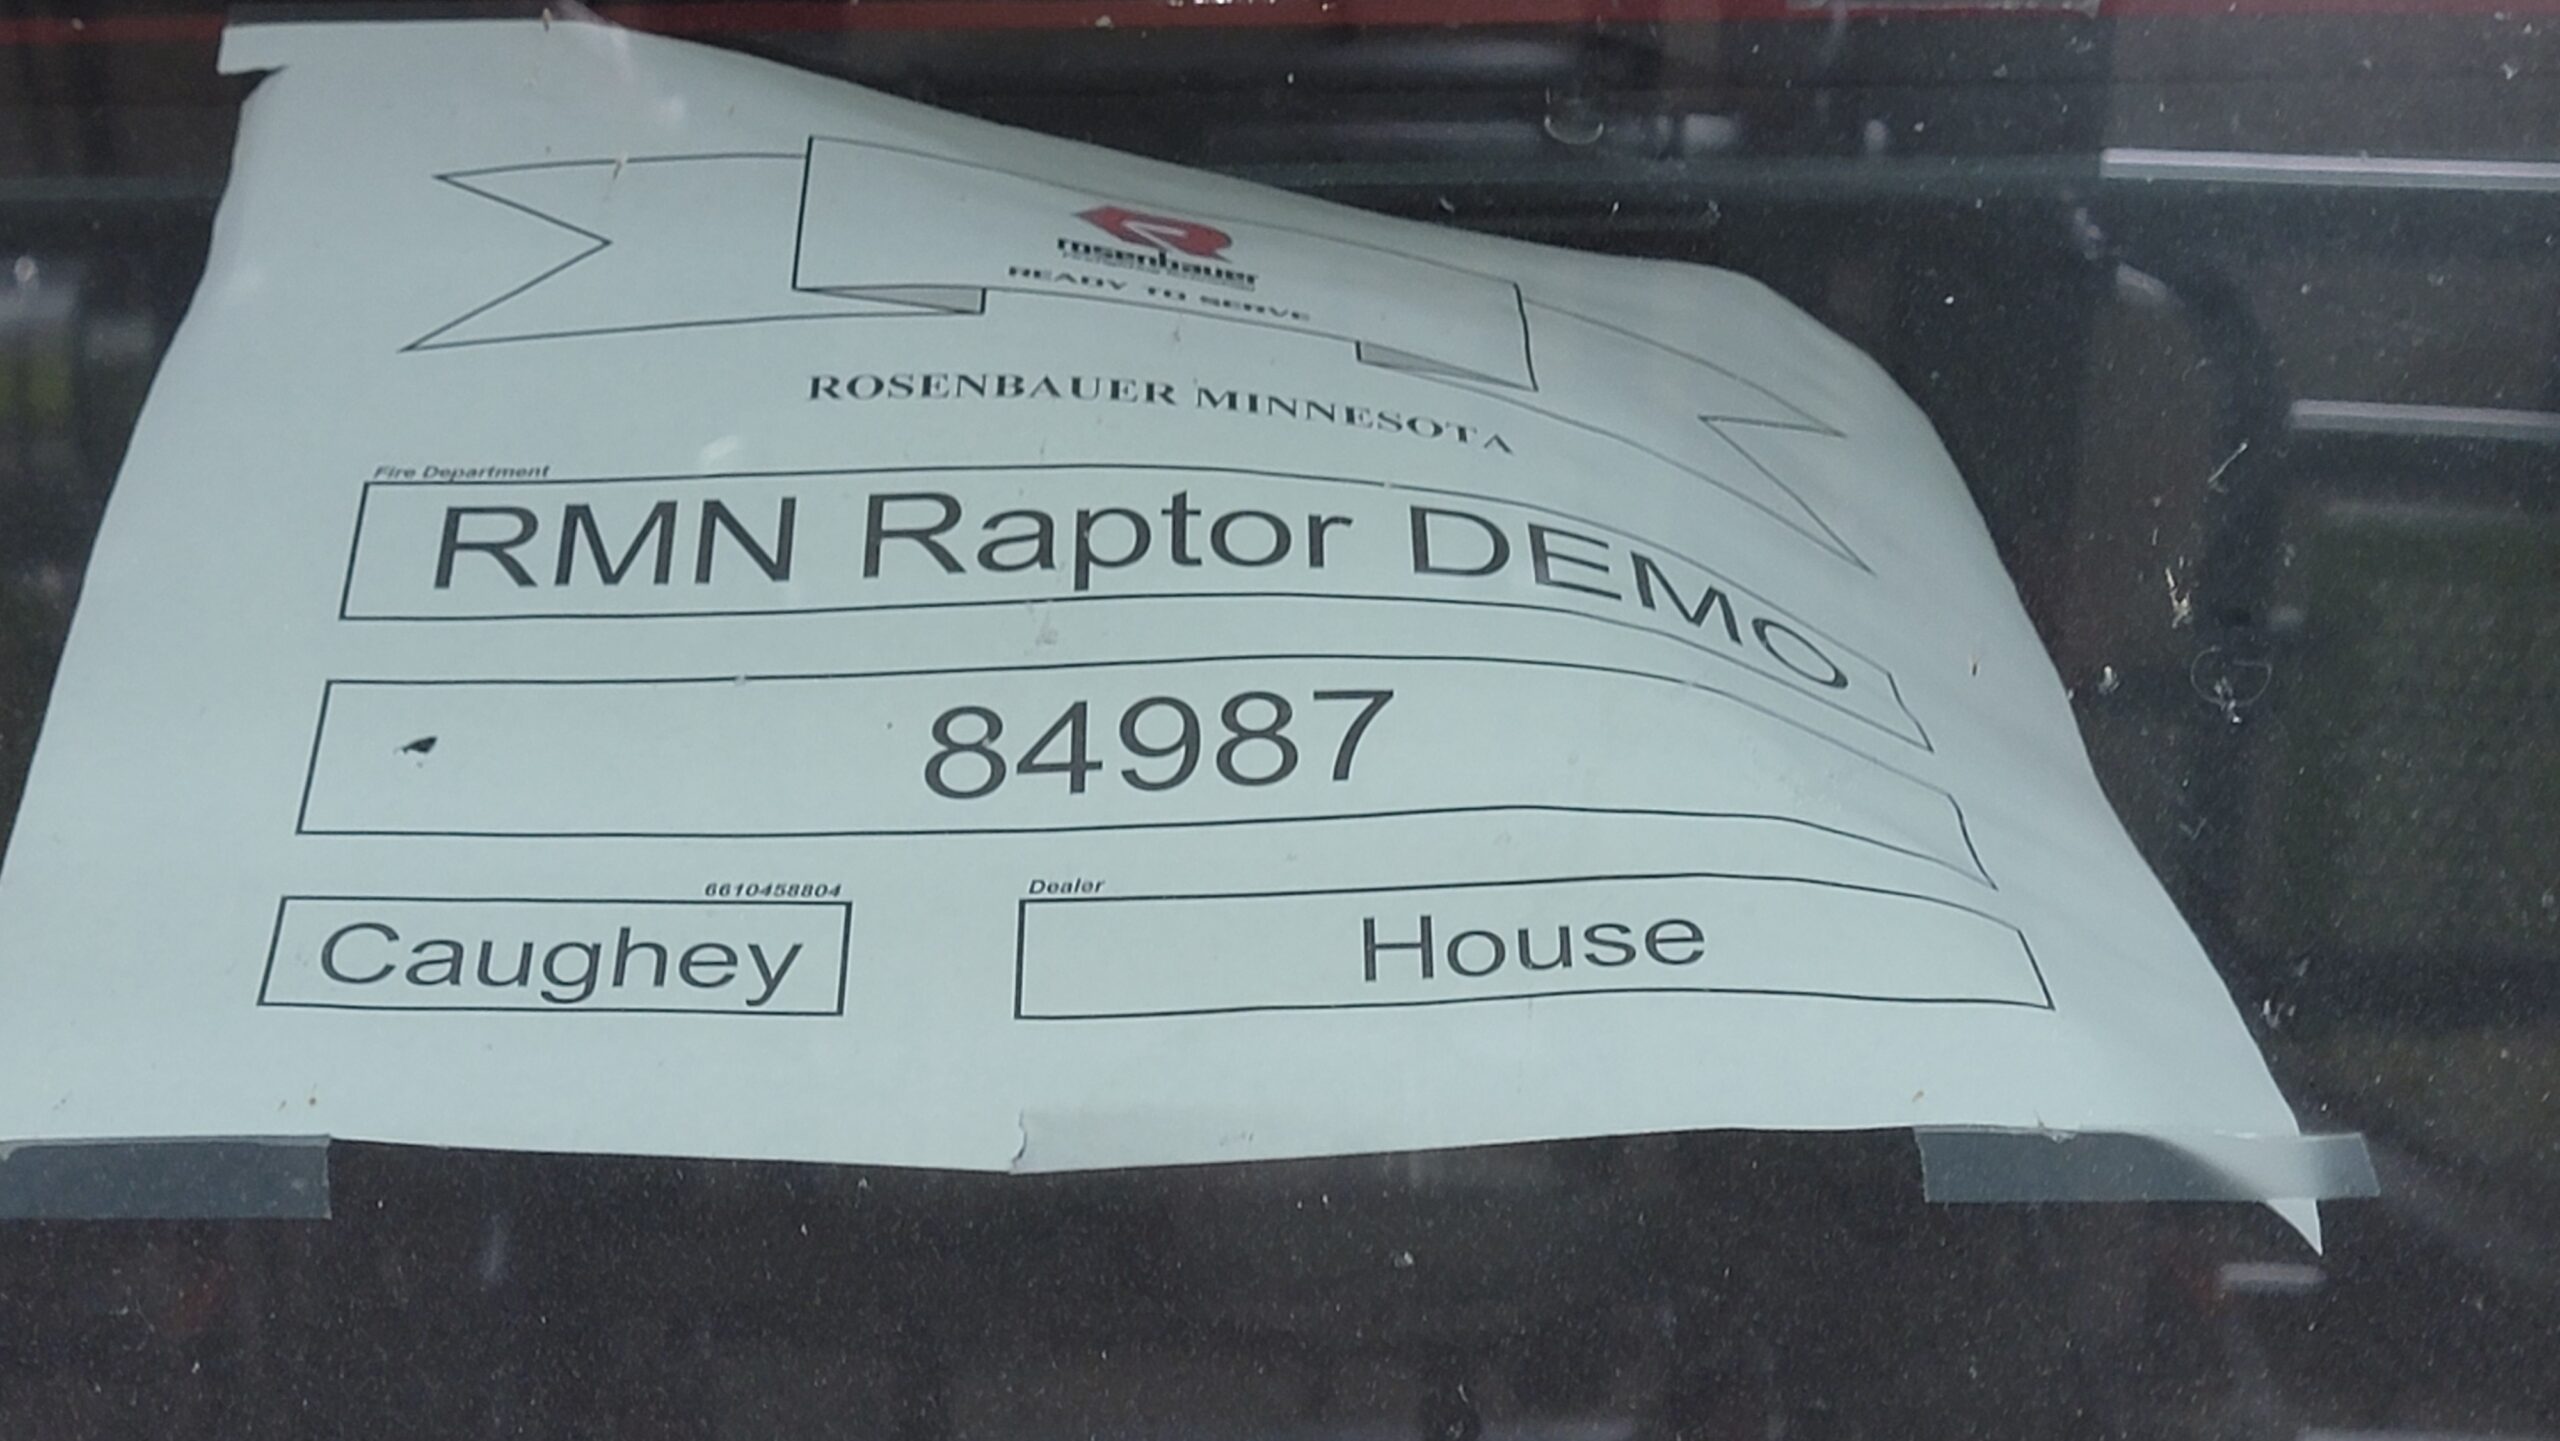 rosenbauer
READY TO SERVE
ROSENBAUER MINNESOTA
Fire Department
RMN Raptor DEMO
84987
6610458804
Caughey
Dealer
House